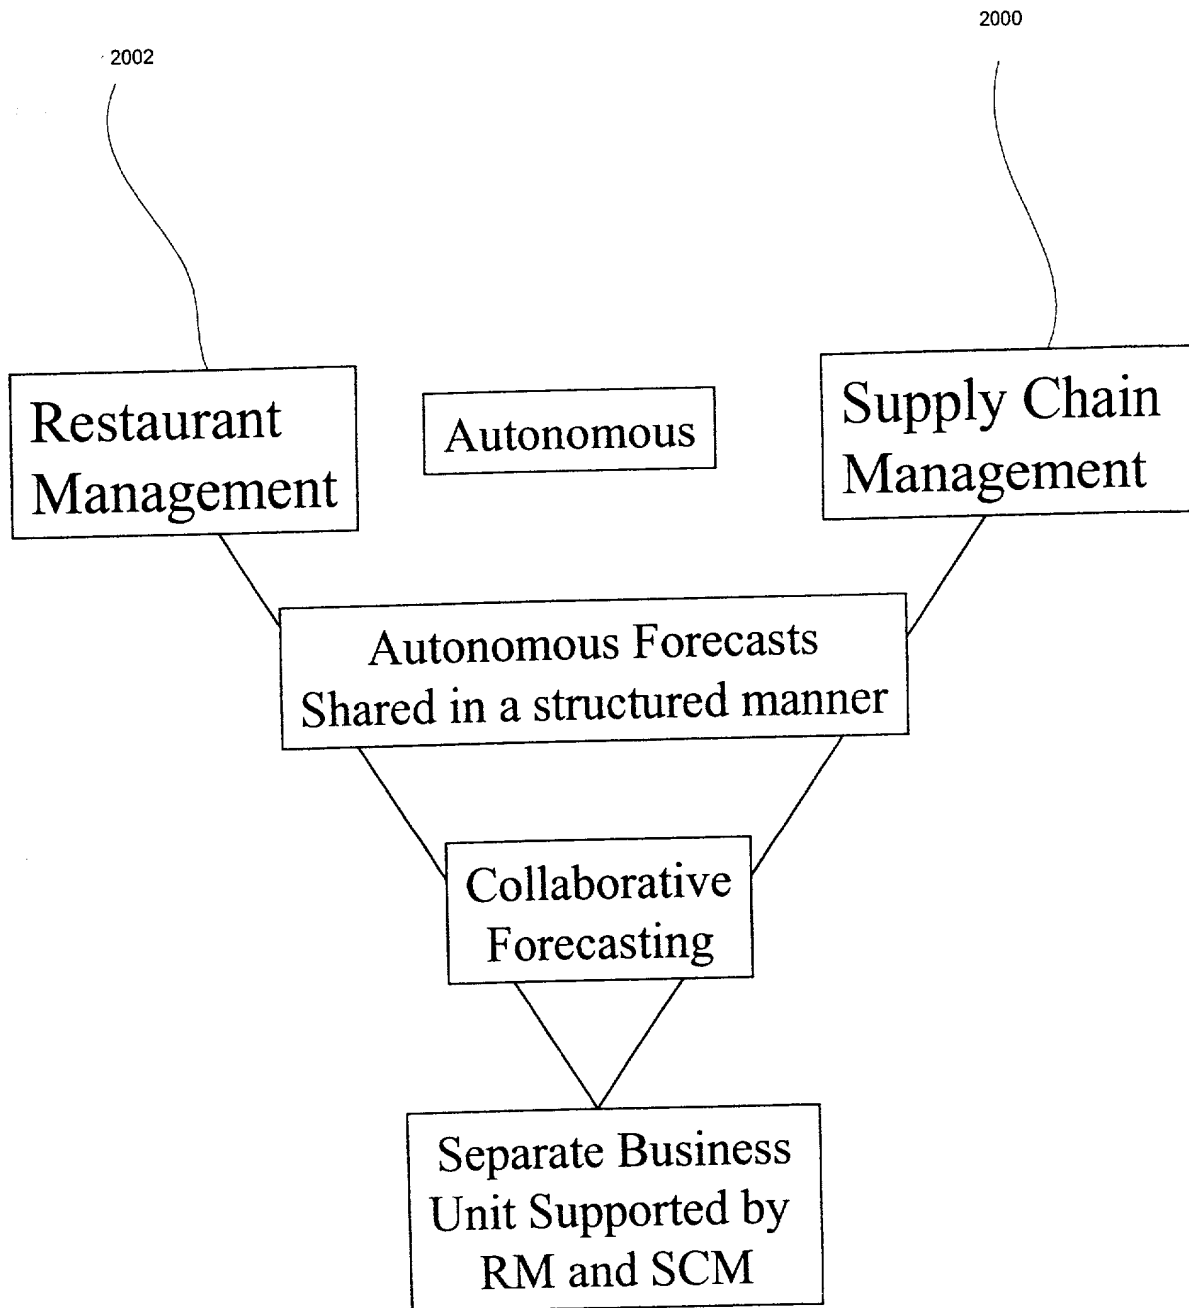 2000
2002
Restaurant
Management
Autonomous
Supply Chain
Management
Autonomous Forecasts
Shared in a structured manner
Collaborative
Forecasting
Separate Business
Unit Supported by
RM and SCM